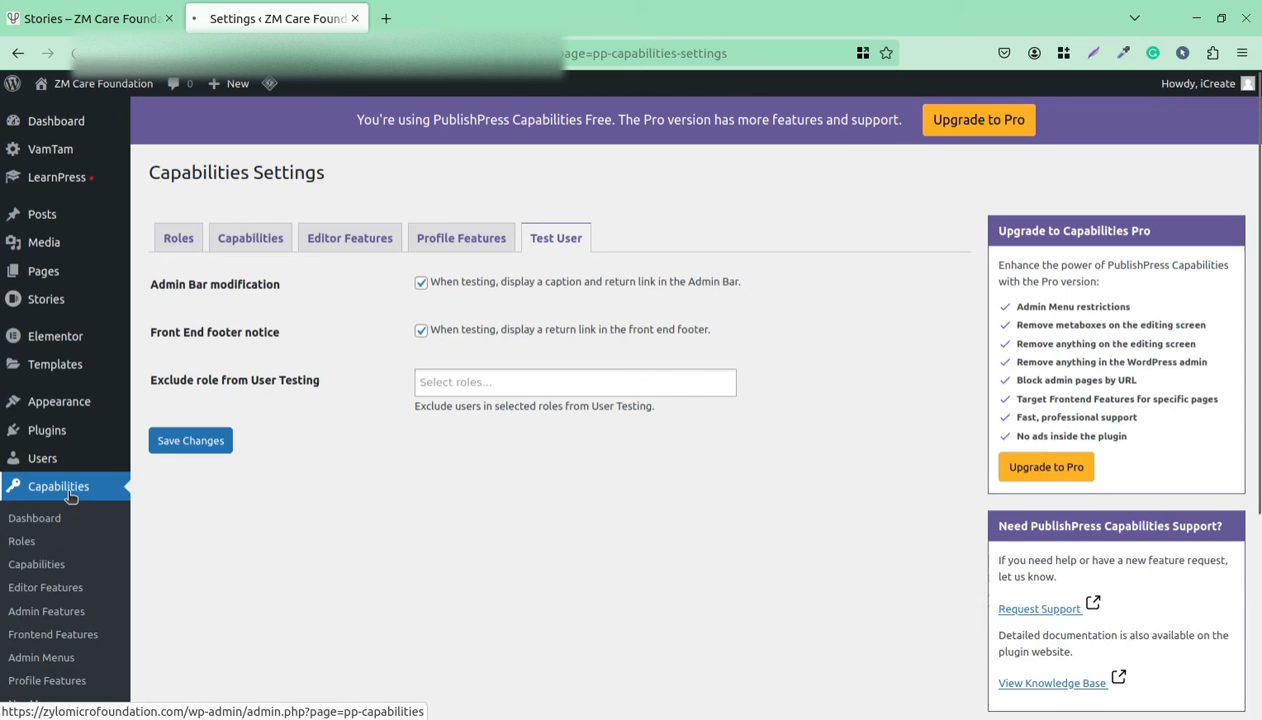 Stories – ZM Care Founda
Settings ‹ ZM Care Found
page=pp-capabilities-settings
ZM Care Foundation
0
New
Howdy, iCreate
Dashboard
VamTam
LearnPress
Posts
Media
Pages
Stories
Elementor
Templates
Appearance
Plugins
Users
Capabilities
Dashboard
Roles
Capabilities
Editor Features
Admin Features
Frontend Features
Admin Menus
Profile Features
You're using PublishPress Capabilities Free. The Pro version has more features and support.
Upgrade to Pro
Capabilities Settings
Roles
Capabilities
Editor Features
Profile Features
Test User
Admin Bar modification
When testing, display a caption and return link in the Admin Bar.
Front End footer notice
When testing, display a return link in the front end footer.
Exclude role from User Testing
Select roles...
Exclude users in selected roles from User Testing.
Save Changes
Upgrade to Capabilities Pro
Enhance the power of PublishPress Capabilities
with the Pro version:
Admin Menu restrictions
Remove metaboxes on the editing screen
Remove anything on the editing screen
Remove anything in the WordPress admin
Block admin pages by URL
Target Frontend Features for specific pages
Fast, professional support
No ads inside the plugin
Upgrade to Pro
Need PublishPress Capabilities Support?
If you need help or have a new feature request,
let us know.
Request Support
Detailed documentation is also available on the
plugin website.
View Knowledge Base
https://zylomicrofoundation.com/wp-admin/admin.php?page=pp-capabilities